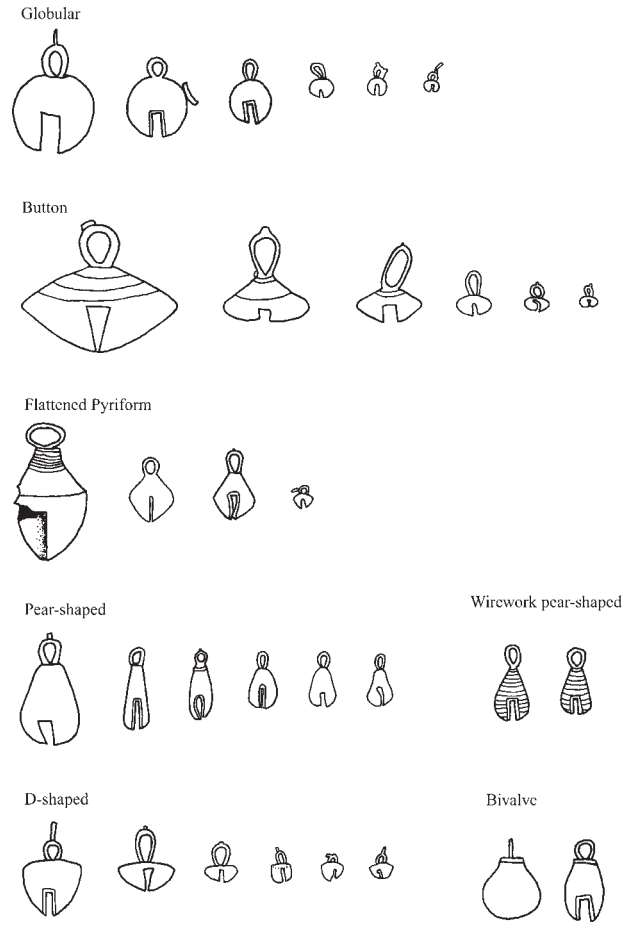 Globular
Button
Flattened Pyriform
Pear-shaped
Wirework pear-shaped
D-shaped
Bivalve